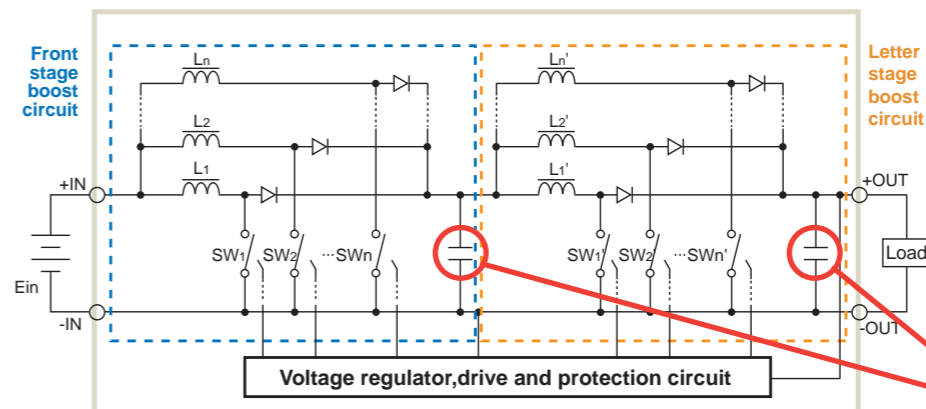 Front
stage
boost
circuit
Letter
stage
boost
circuit
Ln
Ln'
L2
L2'
L1
L1'
+IN
+OUT
SW1
SW2
···SWn
SW1'
SW2'
···SWn'
Load
Ein
-IN
-OUT
Voltage regulator,drive and protection circuit